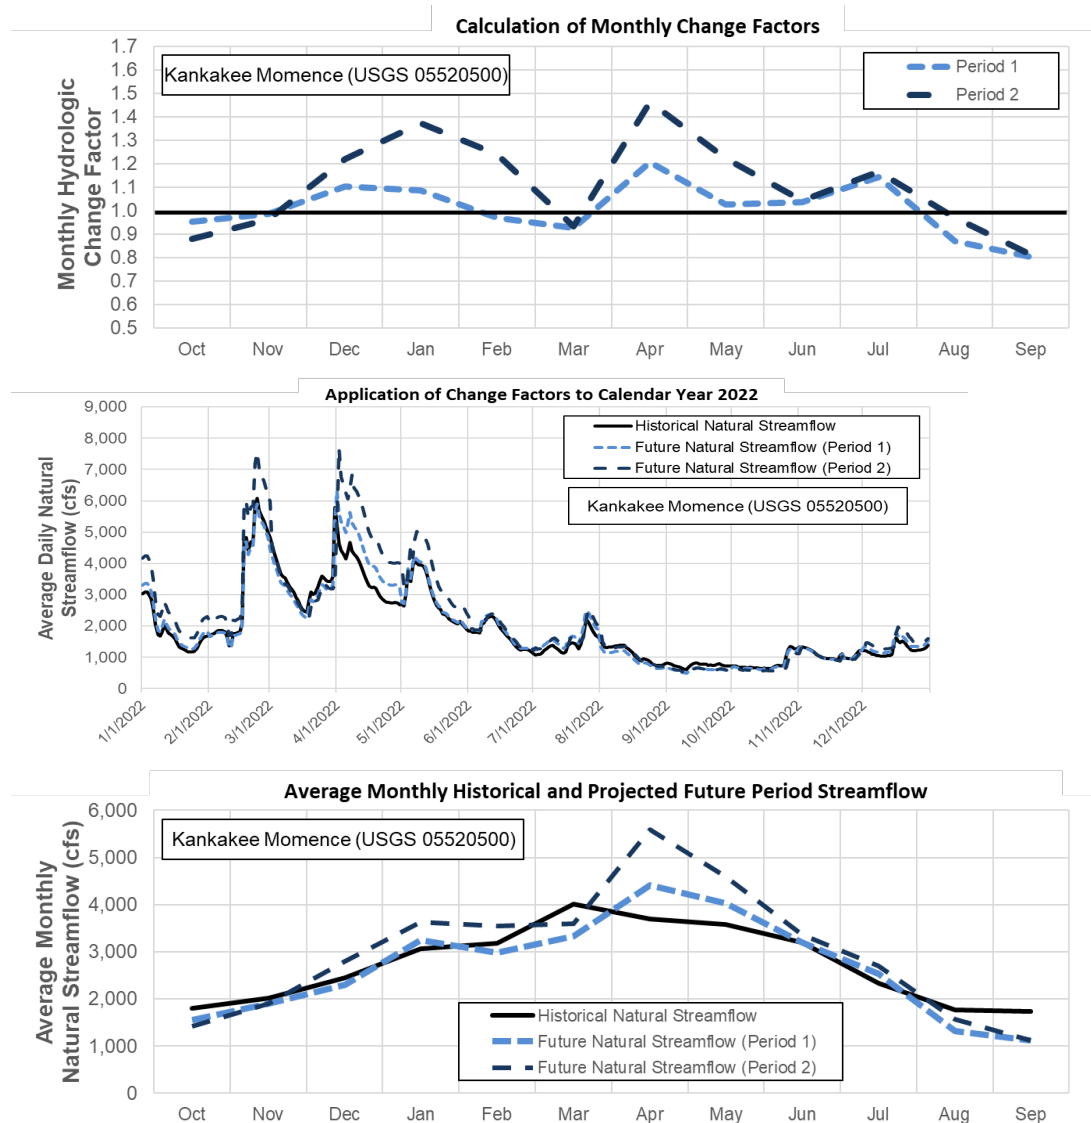 Calculation of Monthly Change Factors
Monthly Hydrologic
Change Factor
1.7
1.6
1.5
1.4
1.3
1.2
1.1
1.0
0.9
0.8
0.7
0.6
0.5
Kankakee Momence (USGS 05520500)
Period 1
Period 2
Oct Nov Dec Jan Feb Mar Apr May Jun Jul Aug Sep
Application of Change Factors to Calendar Year 2022
Average Daily Natural
Streamflow (cfs)
9,000
8,000
7,000
6,000
5,000
4,000
3,000
2,000
1,000
0
Historical Natural Streamflow
Future Natural Streamflow (Period 1)
Future Natural Streamflow (Period 2)
Kankakee Momence (USGS 05520500)
1/1/2022 2/1/2022 3/1/2022 4/1/2022 5/1/2022 6/1/2022 7/1/2022 8/1/2022 9/1/2022 10/1/2022 11/1/2022 12/1/2022
Average Monthly Historical and Projected Future Period Streamflow
Average Monthly
Natural Streamflow (cfs)
6,000
5,000
4,000
3,000
2,000
1,000
0
Kankakee Momence (USGS 05520500)
Historical Natural Streamflow
Future Natural Streamflow (Period 1)
Future Natural Streamflow (Period 2)
Oct Nov Dec Jan Feb Mar Apr May Jun Jul Aug Sep